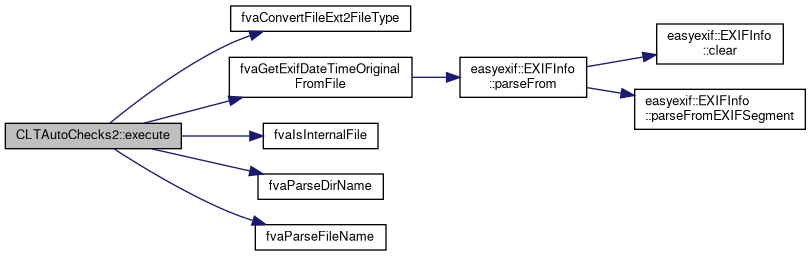 fvaConvertFileExt2FileType
fvaGetExifDateTimeOriginal
FromFile
easyexif::EXIFInfo
::parseFrom
easyexif::EXIFInfo
::clear
easyexif::EXIFInfo
::parseFromEXIFSegment
CLTAutoChecks2::execute
fvaIsInternalFile
fvaParseDirName
fvaParseFileName